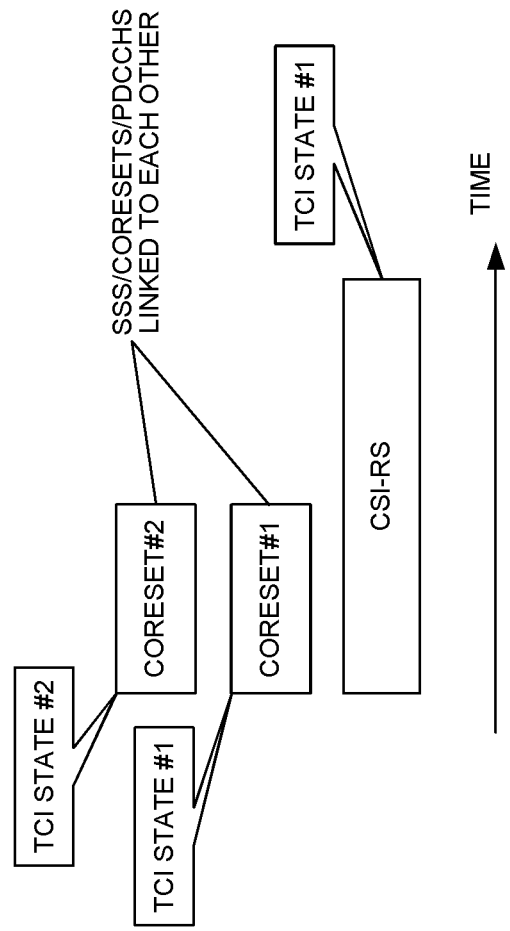 TCI STATE #2
CORESET#2
SSS/CORESETS/PDCCHS
LINKED TO EACH OTHER
TCI STATE #1
CORESET#1
TCI STATE #1
CSI-RS
TIME